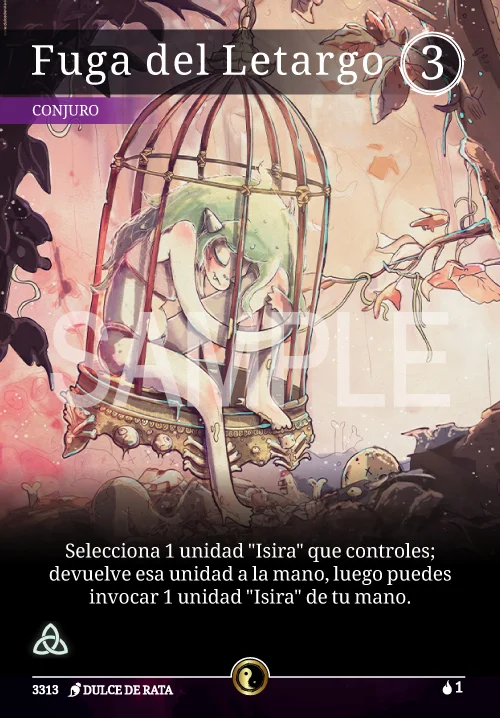 Fuga del Letargo 3
CONJURO
SAMPLE
Selecciona 1 unidad "Isira" que controles;
devuelve esa unidad a la mano, luego puedes
invocar 1 unidad "Isira" de tu mano.
3313 DULCE DE RATA 1